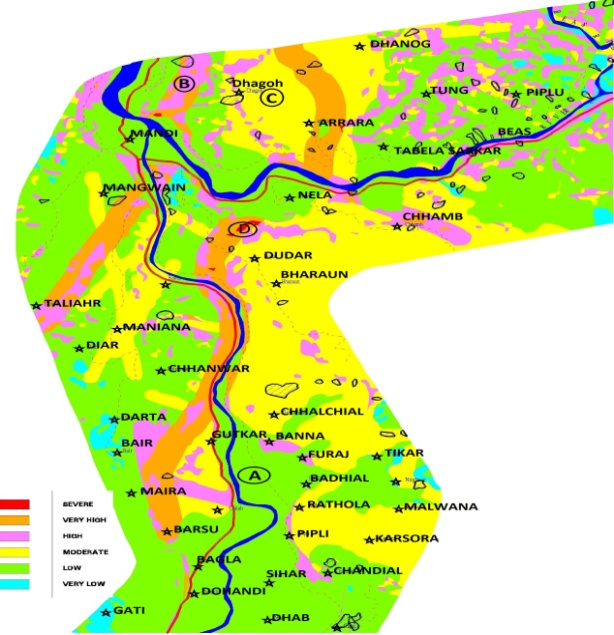 DHANOG
B
Dhagoh
C
TUNG
PIPLU
ARRARA
BEAS
MANDI
TABELA SARKAR
MANGWAIN
NELA
CHHAMB
D
DUDAR
BHARAUN
TALIAHR
MANIANA
DIAR
CHHANWAR
DARTA
CHHALCHIAL
BAIR
GUTKAR
BANNA
FURAJ
TIKAR
A
BADHIAL
MAIRA
RATHOLA
MALWANA
BARSU
PIPLI
KARSORA
BAGLA
SIHAR
CHANDIAL
DOHANDI
GATI
DHAB
SEVERE
VERY HIGH
HIGH
MODERATE
LOW
VERY LOW